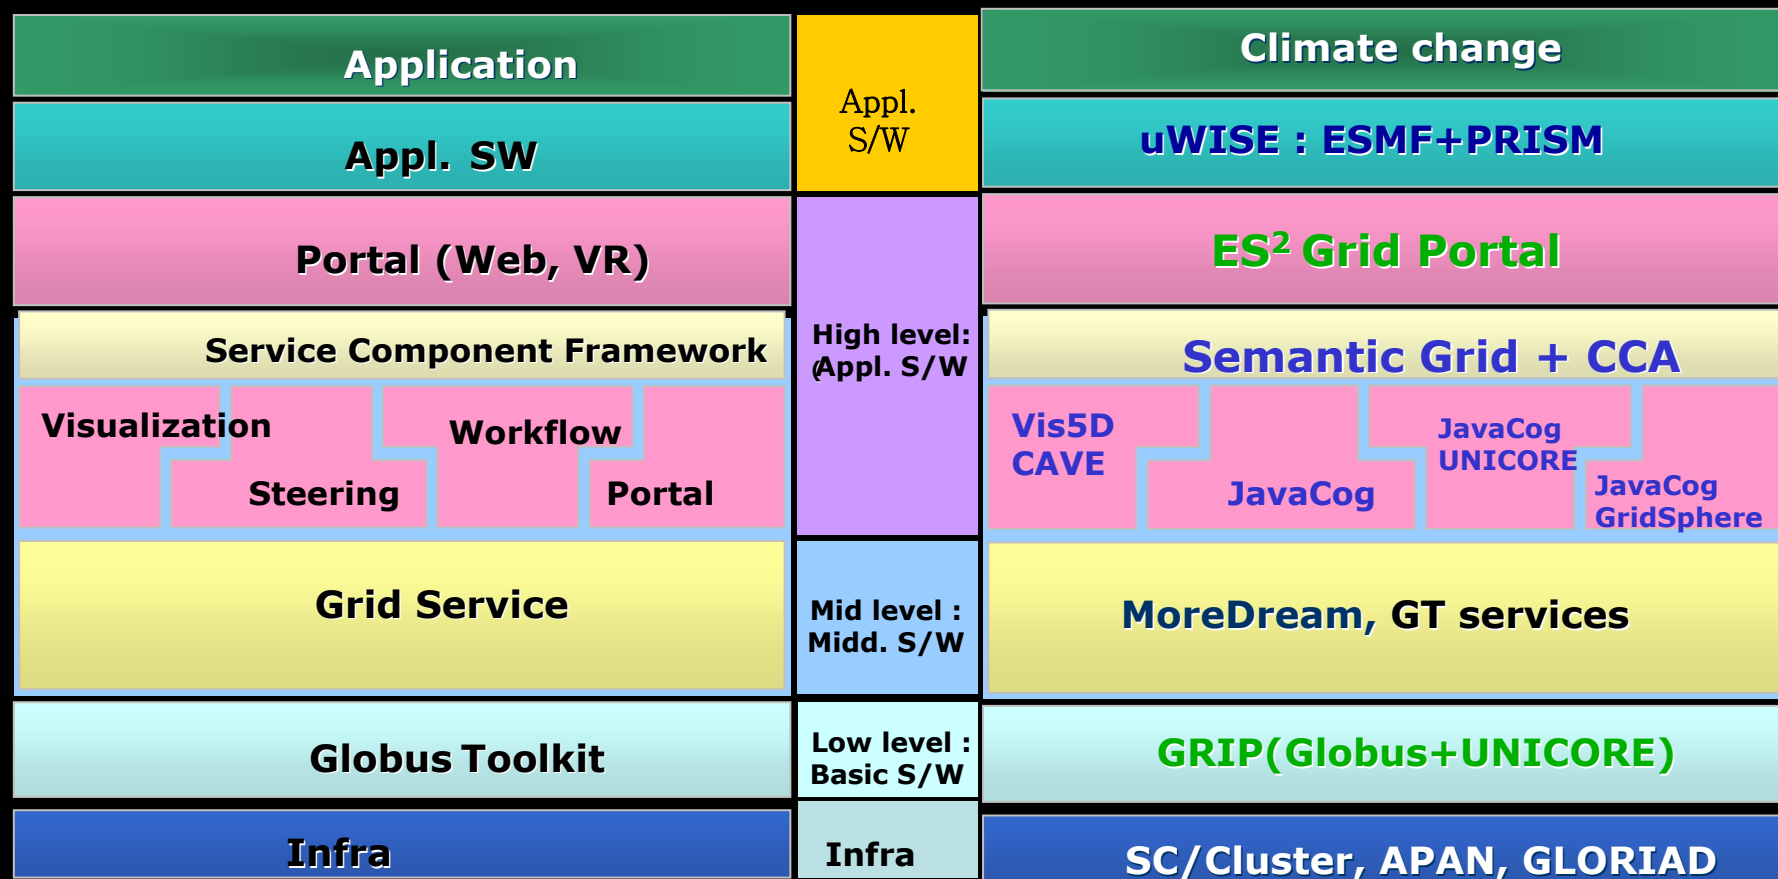 Application
Appl. SW
Portal (Web, VR)
Service Component Framework
Visualization
Workflow
Steering
Portal
Grid Service
Globus Toolkit
Infra
Appl.
S/W
High level:
(
Appl. S/W
Mid level :
Midd. S/W
Low level :
Basic S/W
Infra
Climate change
uWISE : ESMF+PRISM
ES² Grid Portal
Semantic Grid + CCA
Vis5D
CAVE
JavaCog
UNICORE
JavaCog
JavaCog
GridSphere
MoreDream, GT services
GRIP(Globus+UNICORE)
SC/Cluster, APAN, GLORIAD